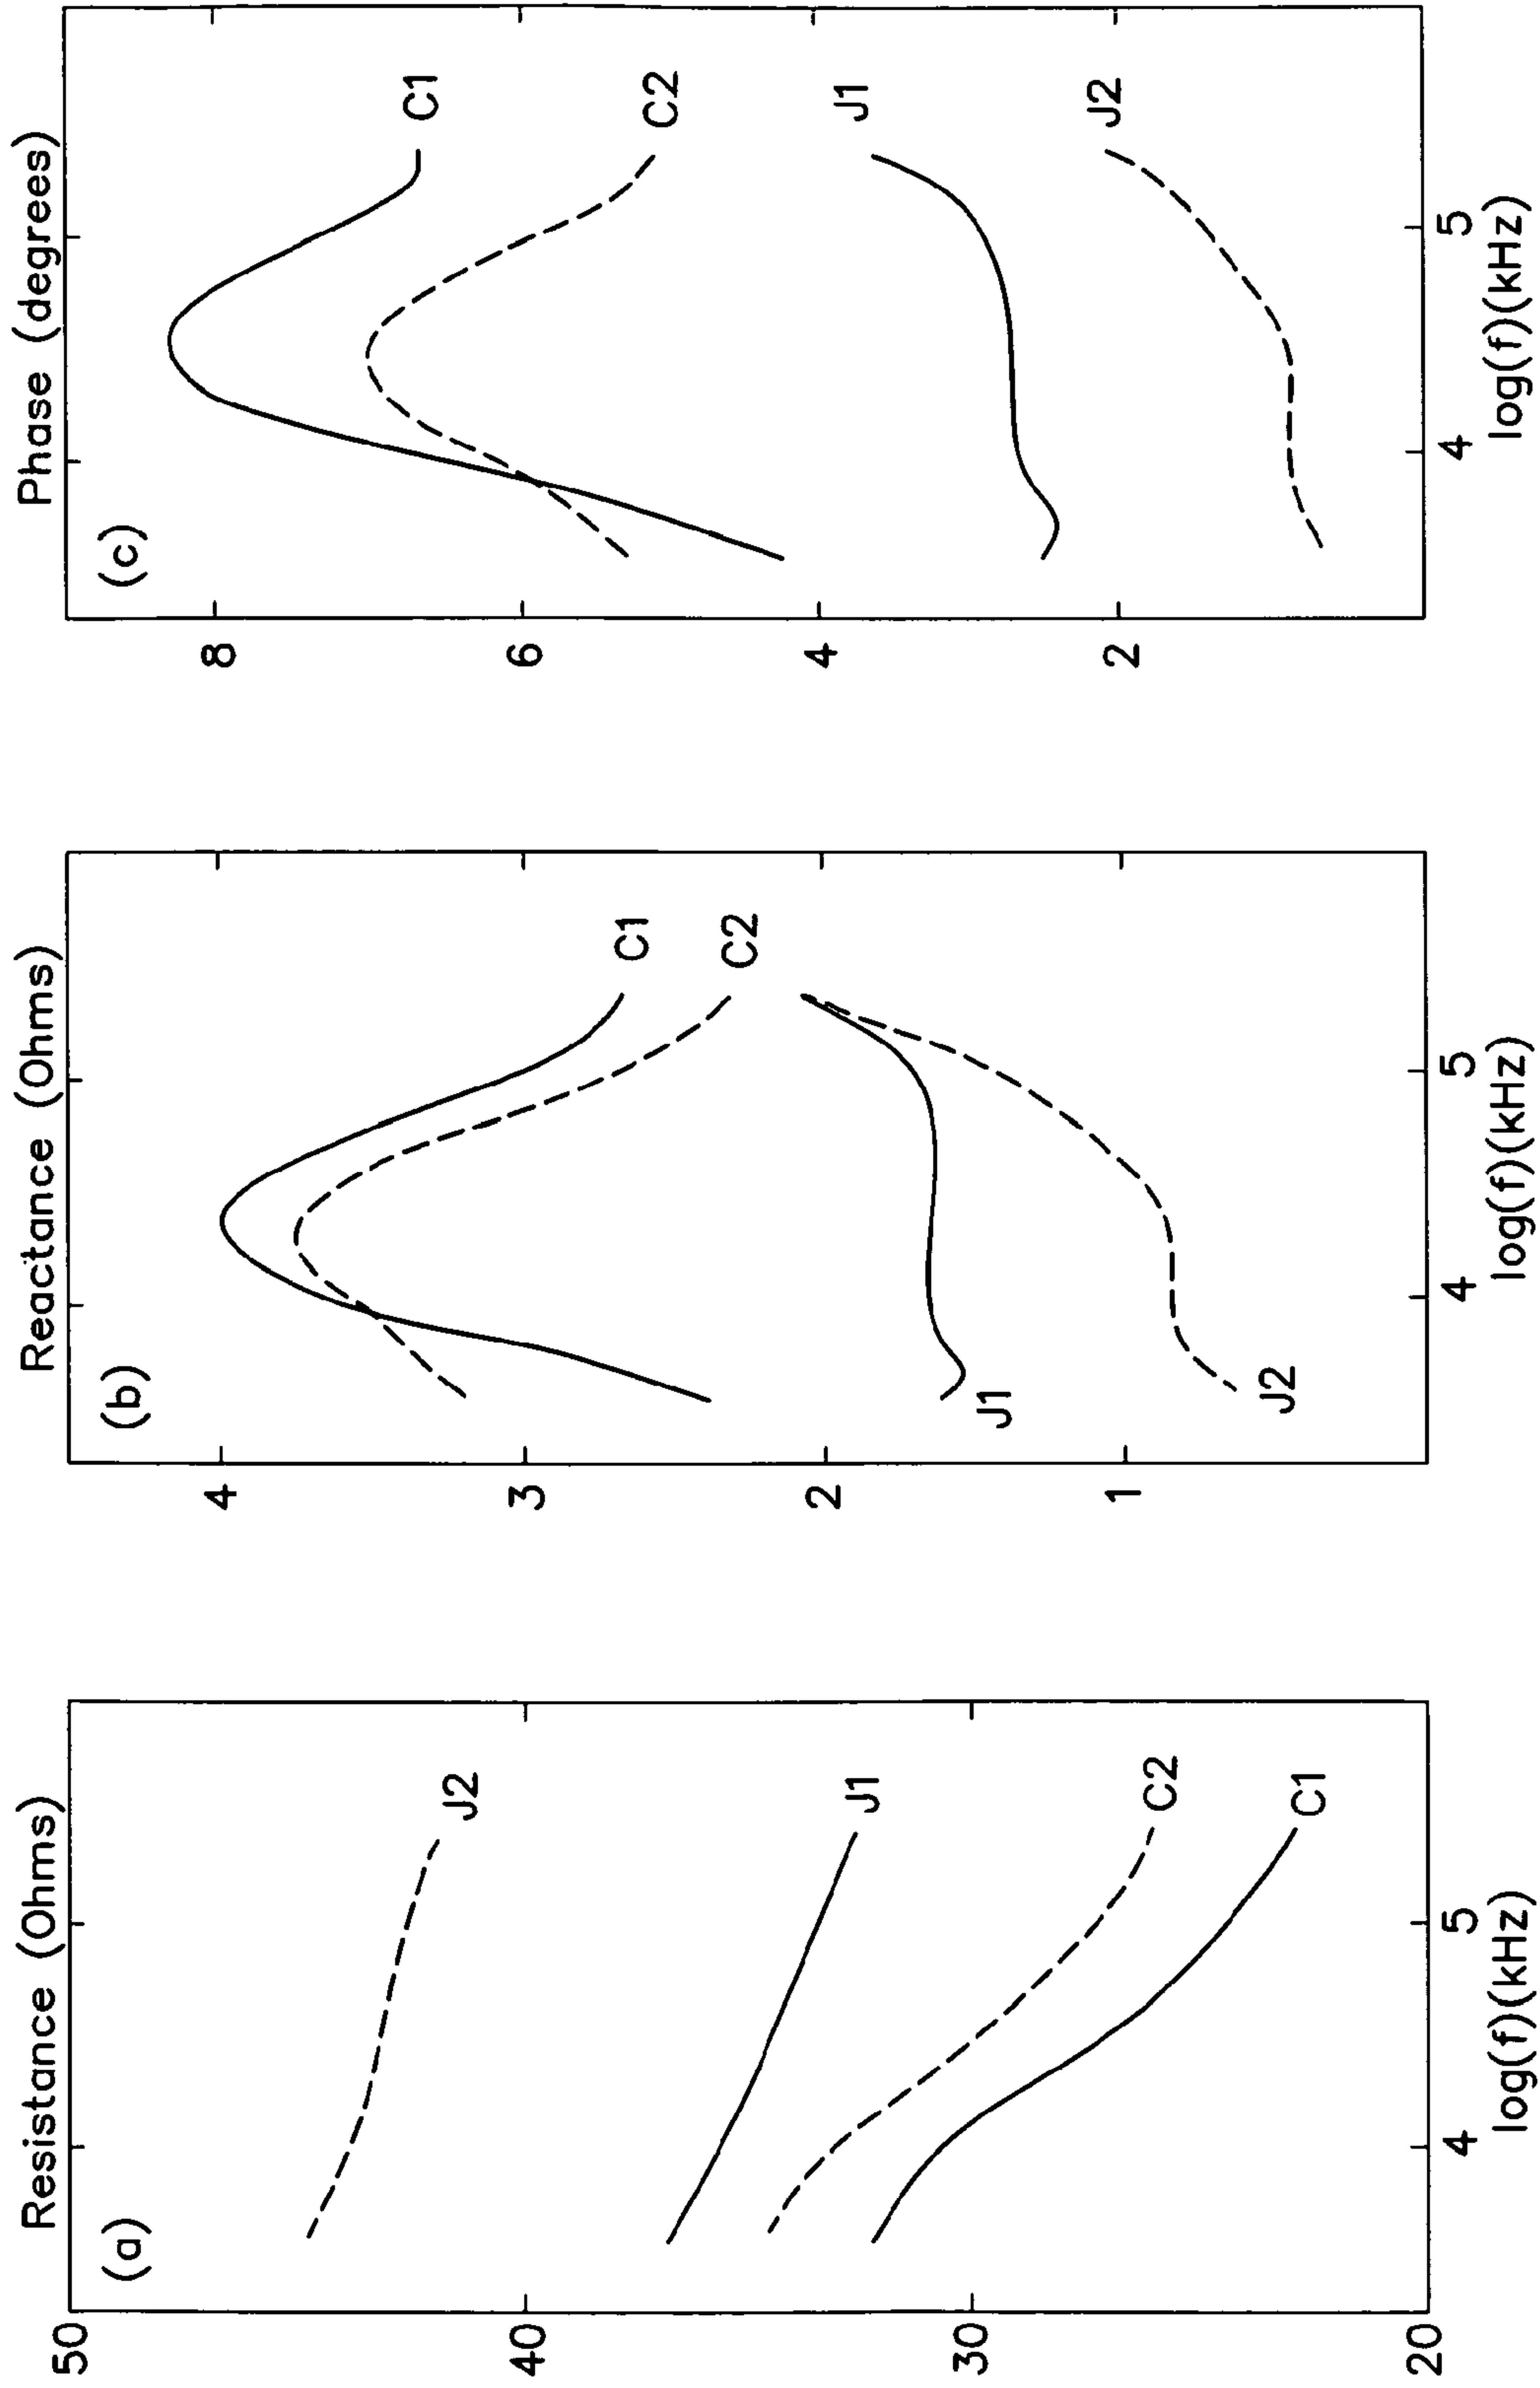 Resistance (Ohms)
(a)
50
40
30
20
J2
J1
C2
C1
4
5
log(f)(kHz)
Reactance (Ohms)
(b)
4
3
2
1
C1
C2
J1
J2
4
5
log(f)(kHz)
Phase (degrees)
(c)
8
6
4
2
C1
C2
J1
J2
4
5
log(f)(kHz)